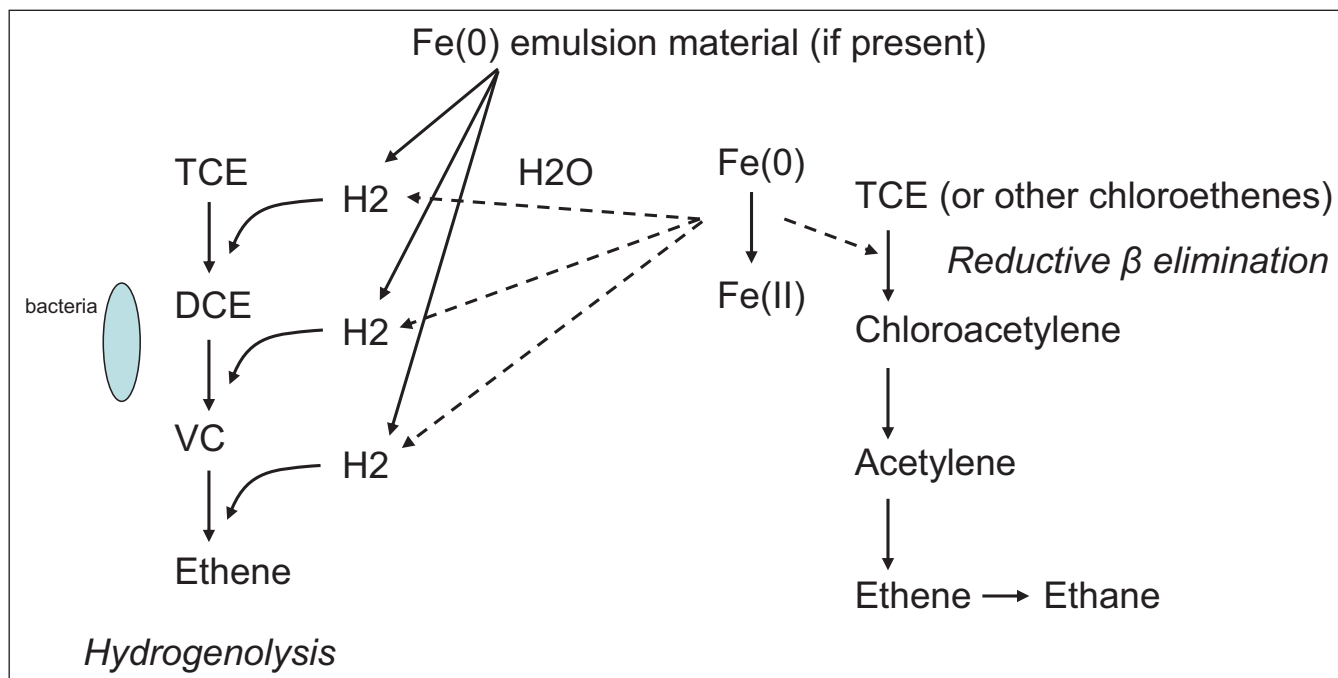 Fe(0) emulsion material (if present)
TCE
H2
H2O
Fe(0)
TCE (or other chloroethenes)
Reductive β elimination
bacteria
DCE
H2
Fe(II)
Chloroacetylene
VC
H2
Acetylene
Ethene
Ethene
Ethane
Hydrogenolysis